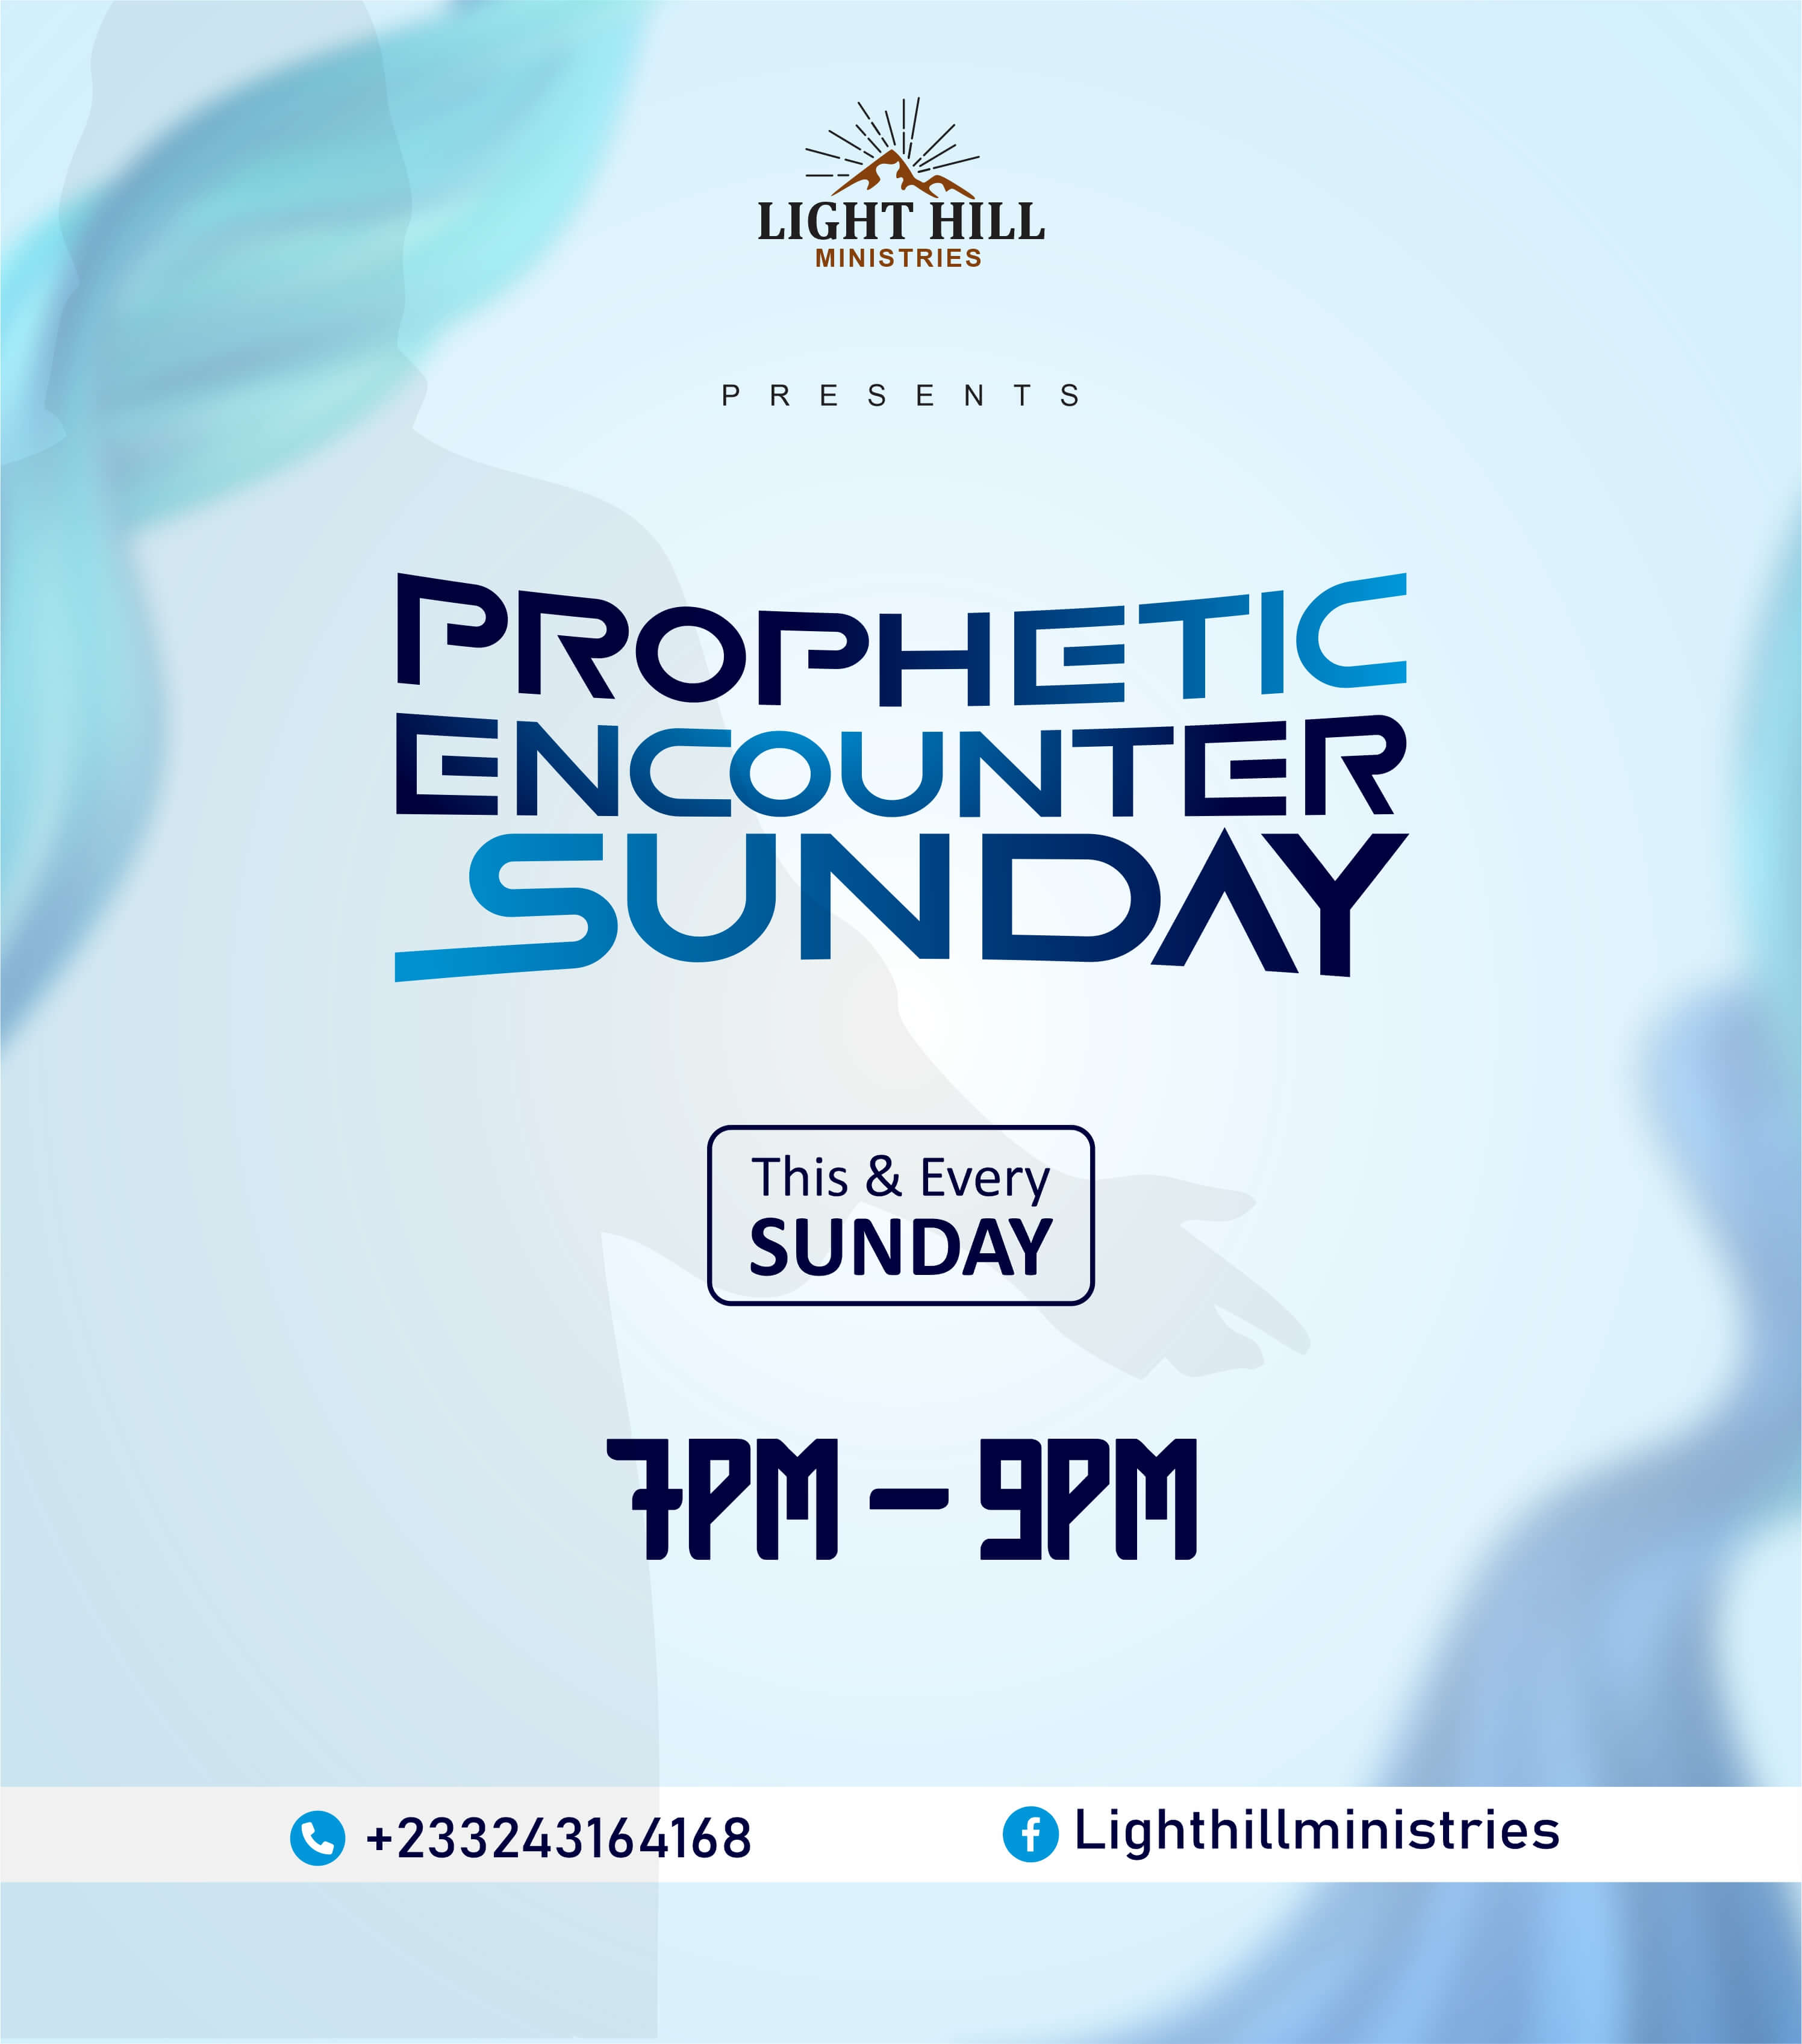 LIGHT HILL
MINISTRIES
PRESENTS
PROPHETIC
ENCOUNTER
SUNDAY
This & Every
SUNDAY
7PM – 9PM
+233243164168
Lighthillministries